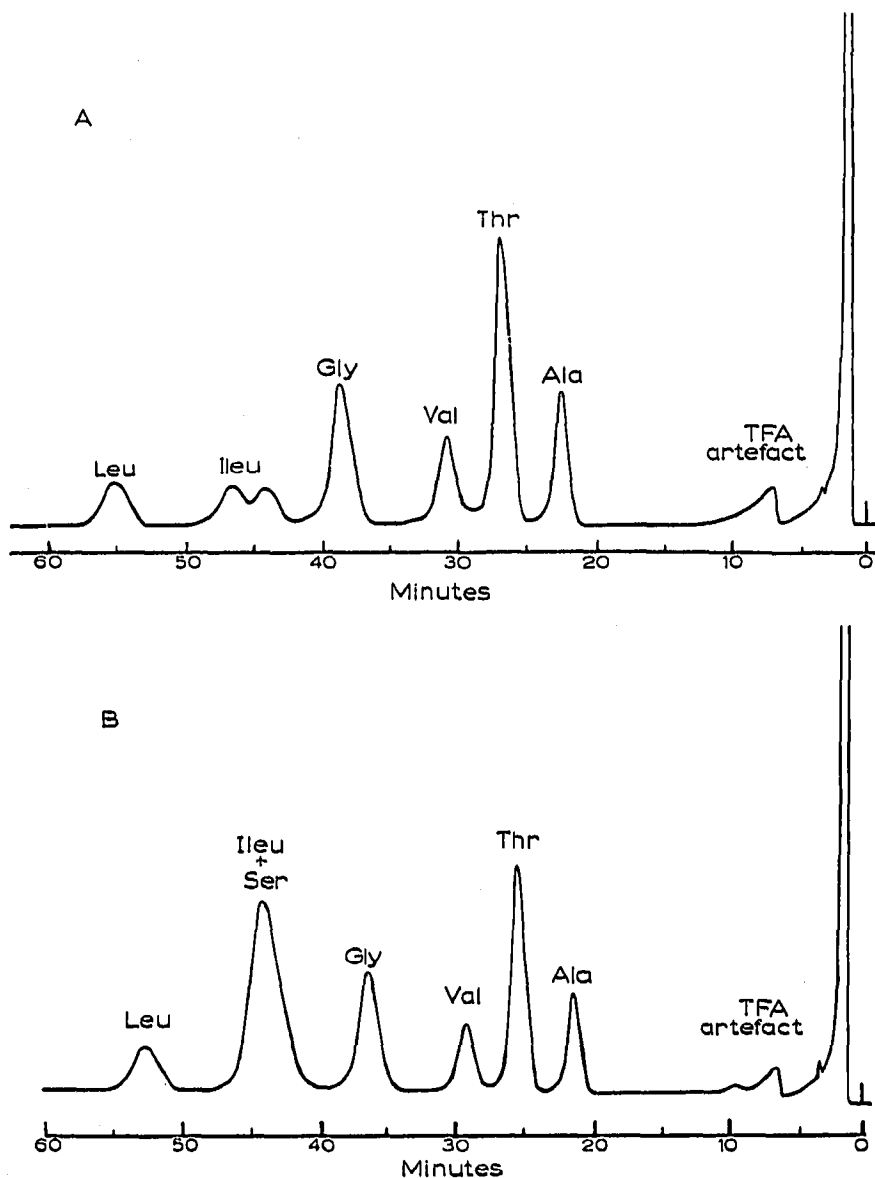 A
Thr
Gly
Ala
Val
Leu
Ileu
TFA
artefact
60 50 40 30 20 10 0
Minutes
B
Ileu
+
Ser
Thr
Gly
Ala
Val
Leu
TFA
artefact
60 50 40 30 20 10 0
Minutes